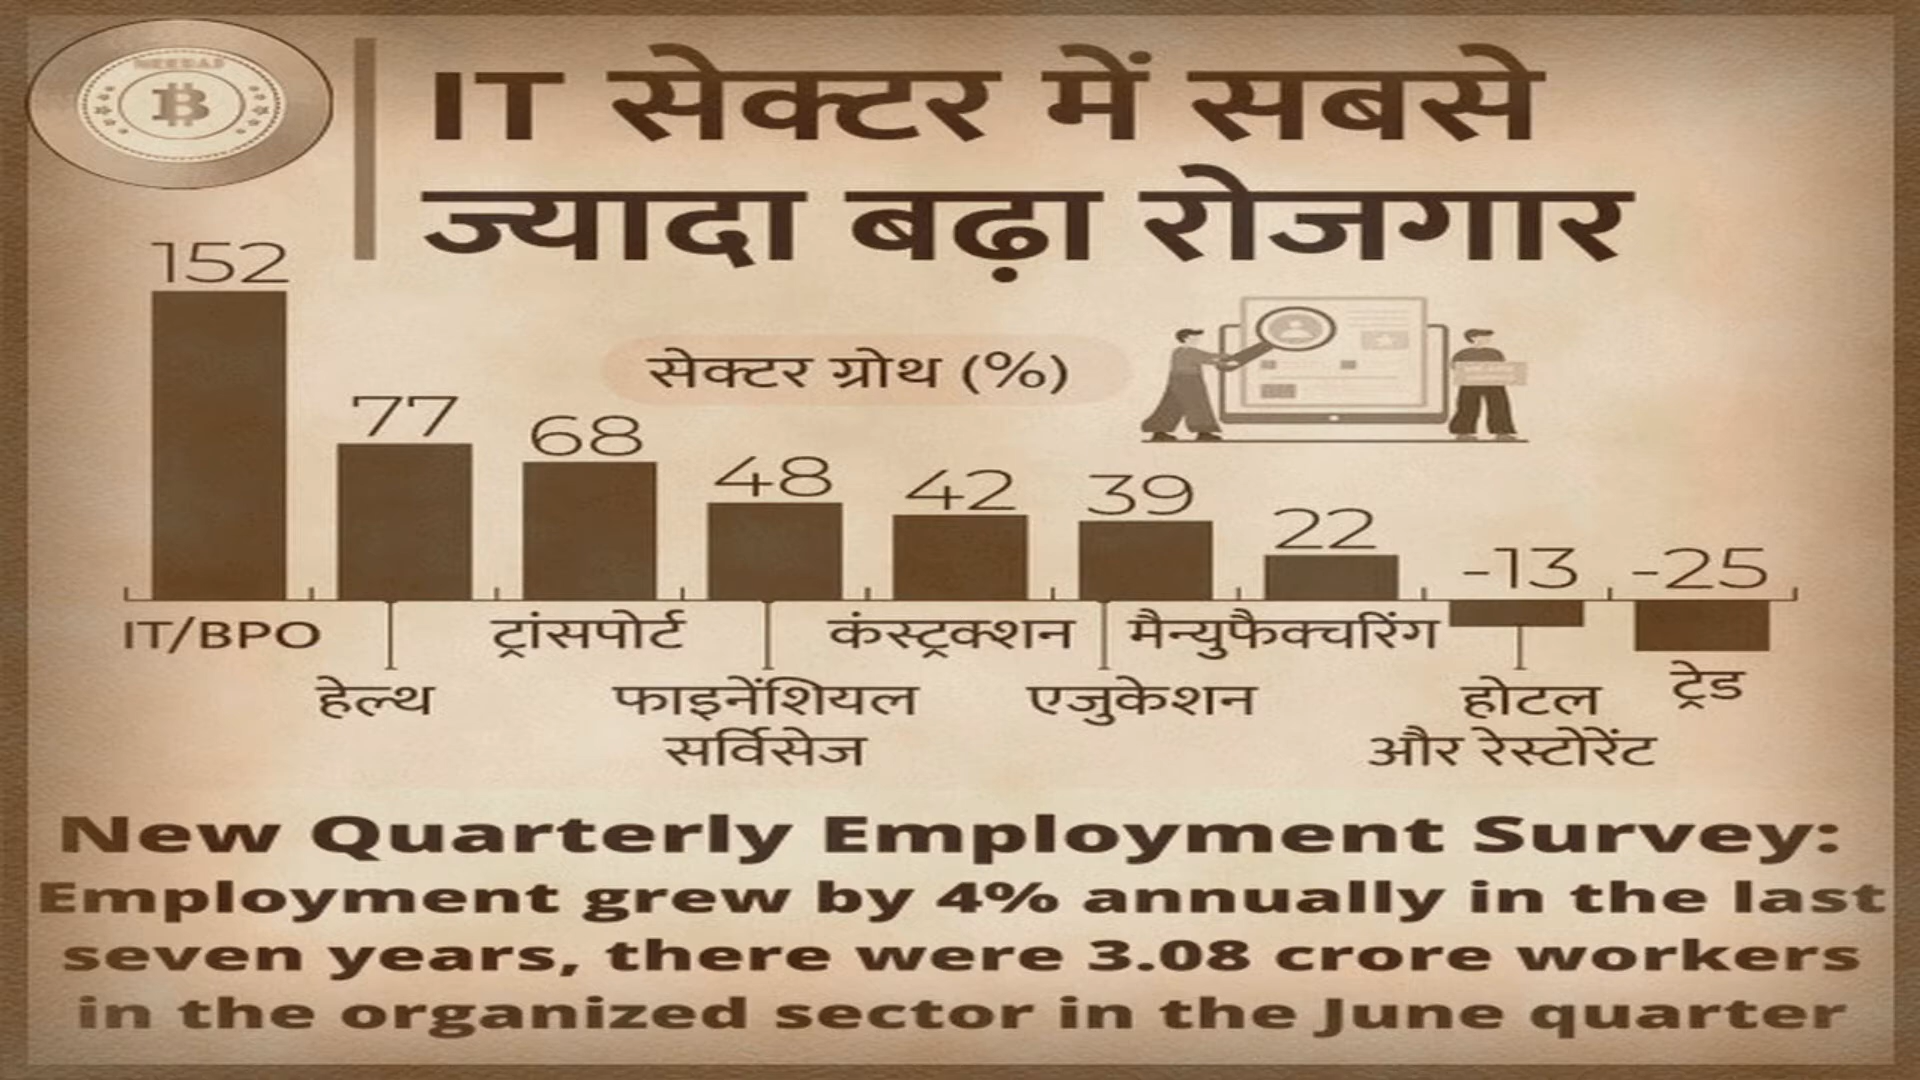 IT सेक्टर में सबसे
ज्यादा बढ़ा रोजगार
सेक्टर ग्रोथ (%)
152
77
68
48
42
39
22
-13
-25
IT/BPO
हेल्थ
ट्रांसपोर्ट
फाइनेंशियल
सर्विसेज
कंस्ट्रक्शन
एजुकेशन
मैन्युफैक्चरिंग
होटल
और रेस्टोरेंट
ट्रेड
New Quarterly Employment Survey:
Employment grew by 4% annually in the last
seven years, there were 3.08 crore workers
in the organized sector in the June quarter